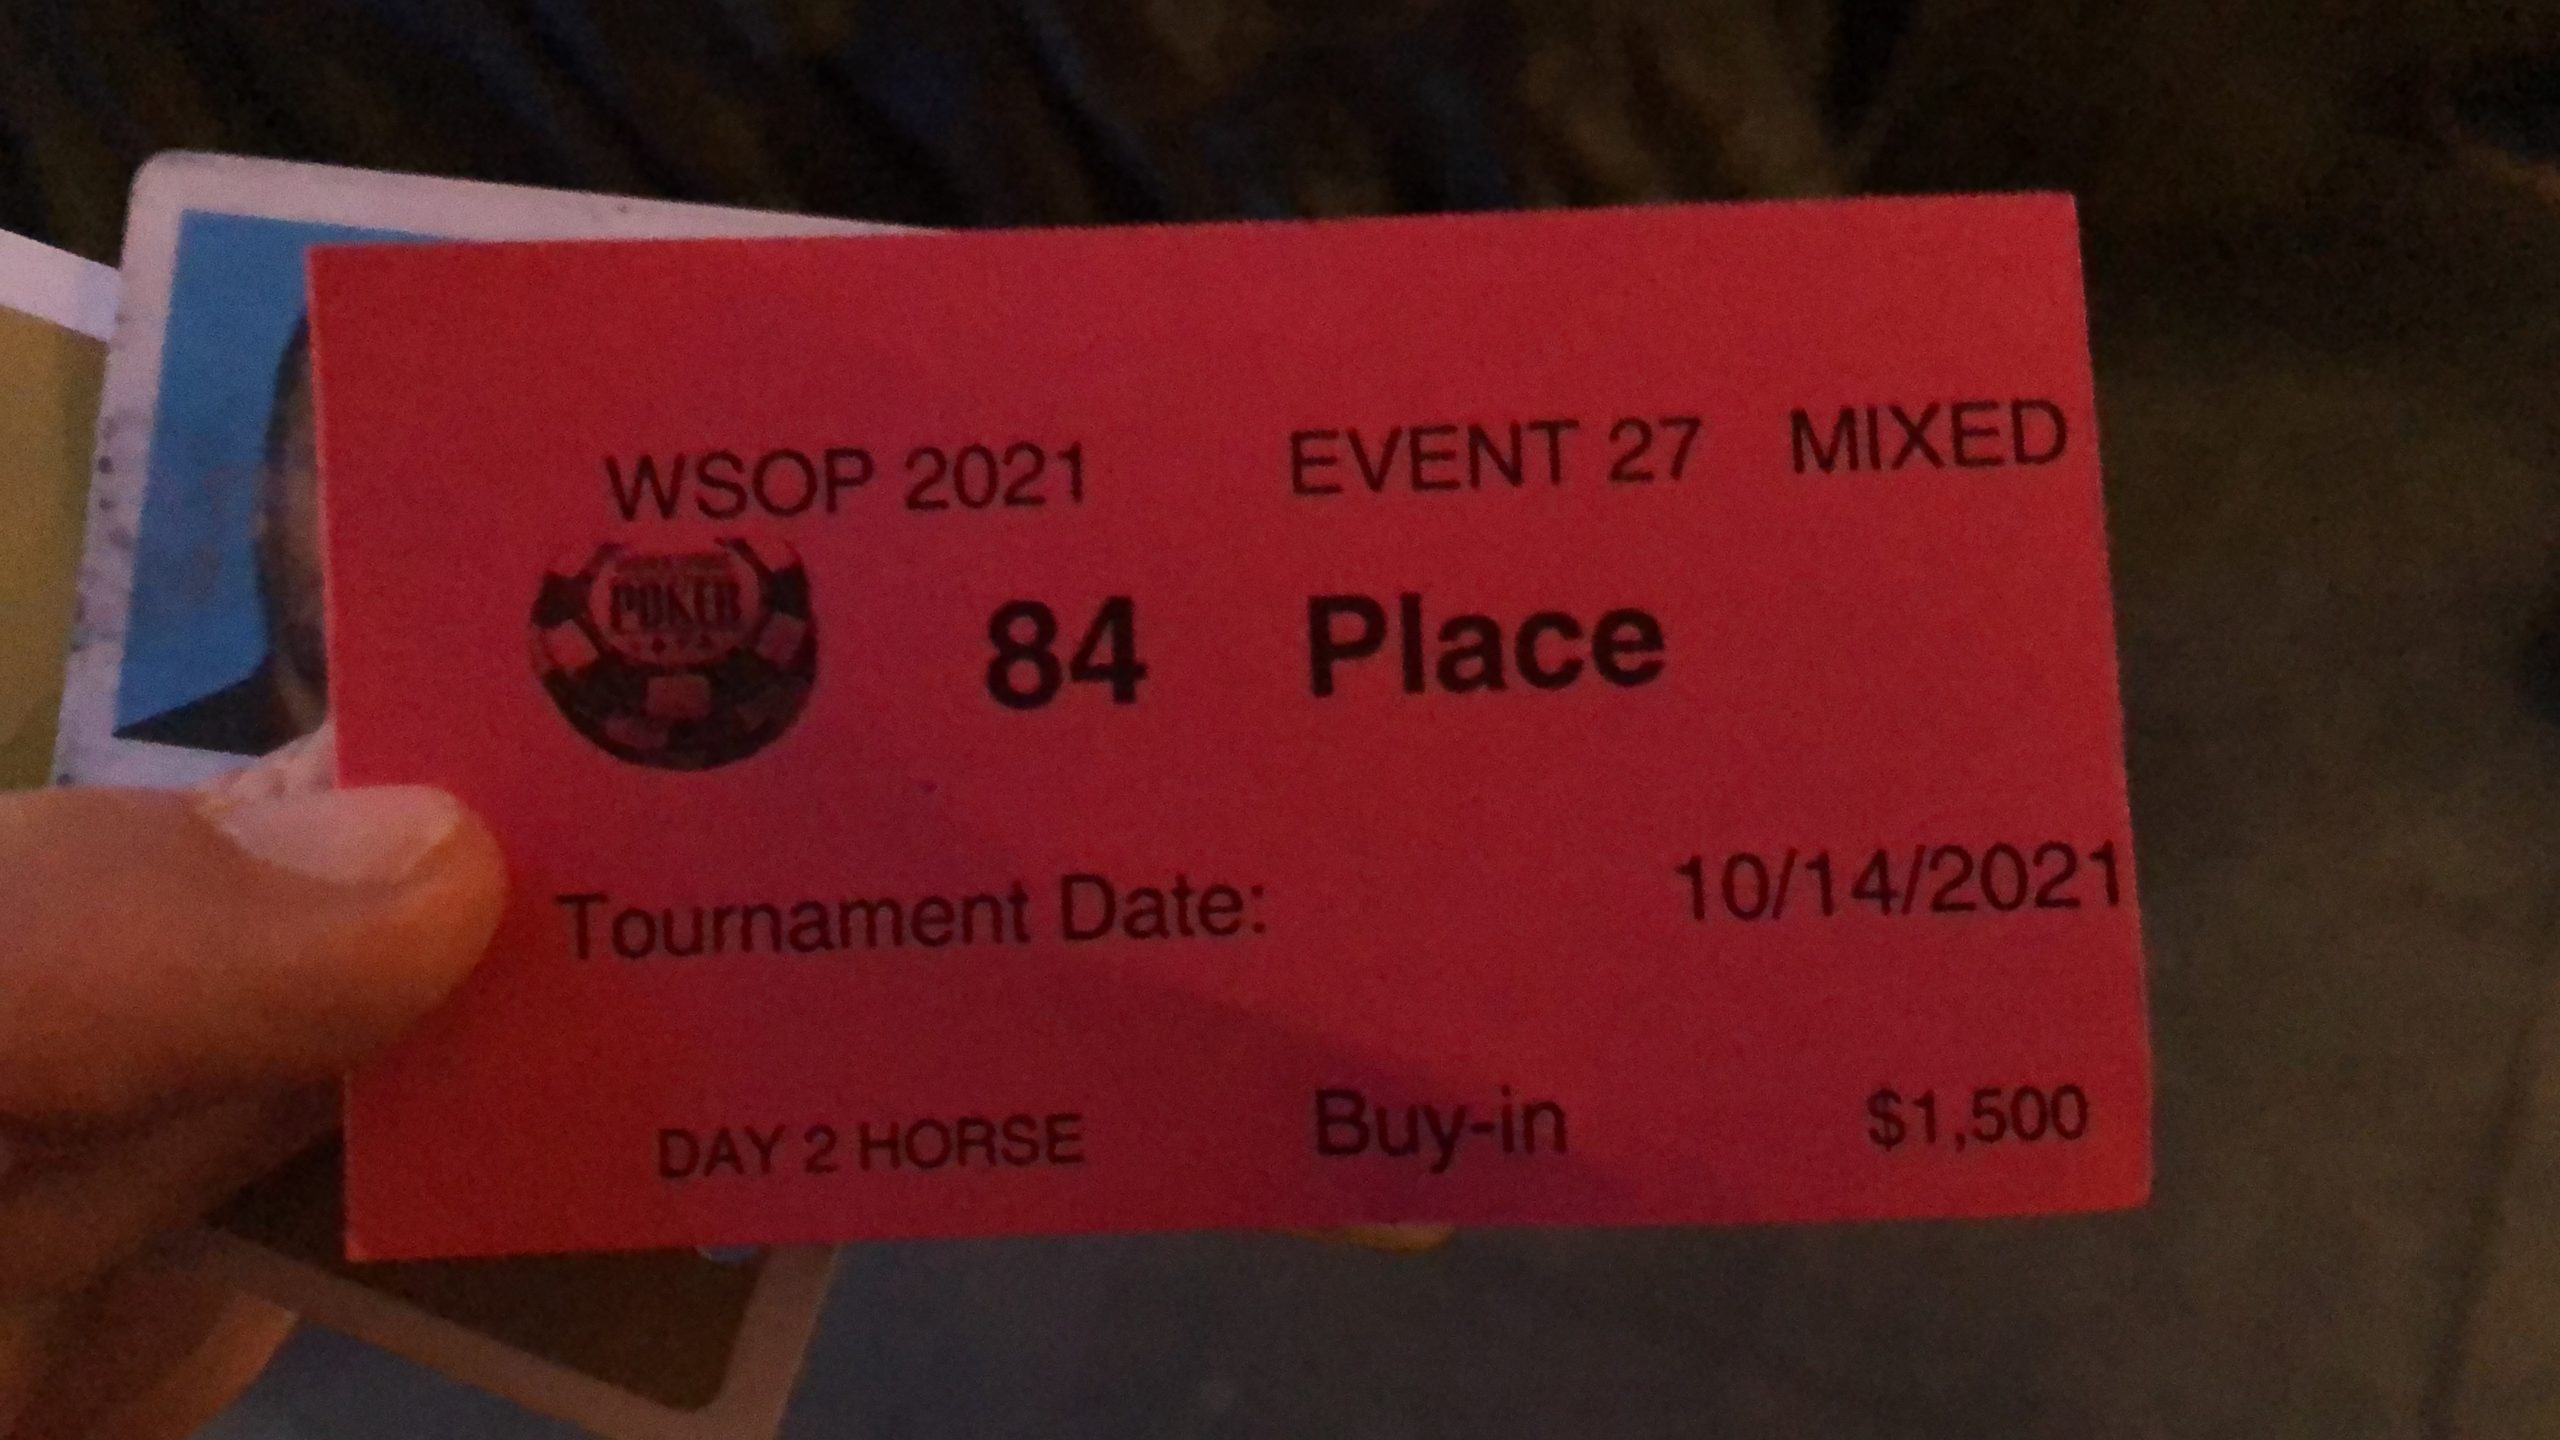 WSOP 2021 EVENT 27 MIXED
POKER
84 Place
Tournament Date: 10/14/2021
DAY 2 HORSE Buy-in $1,500